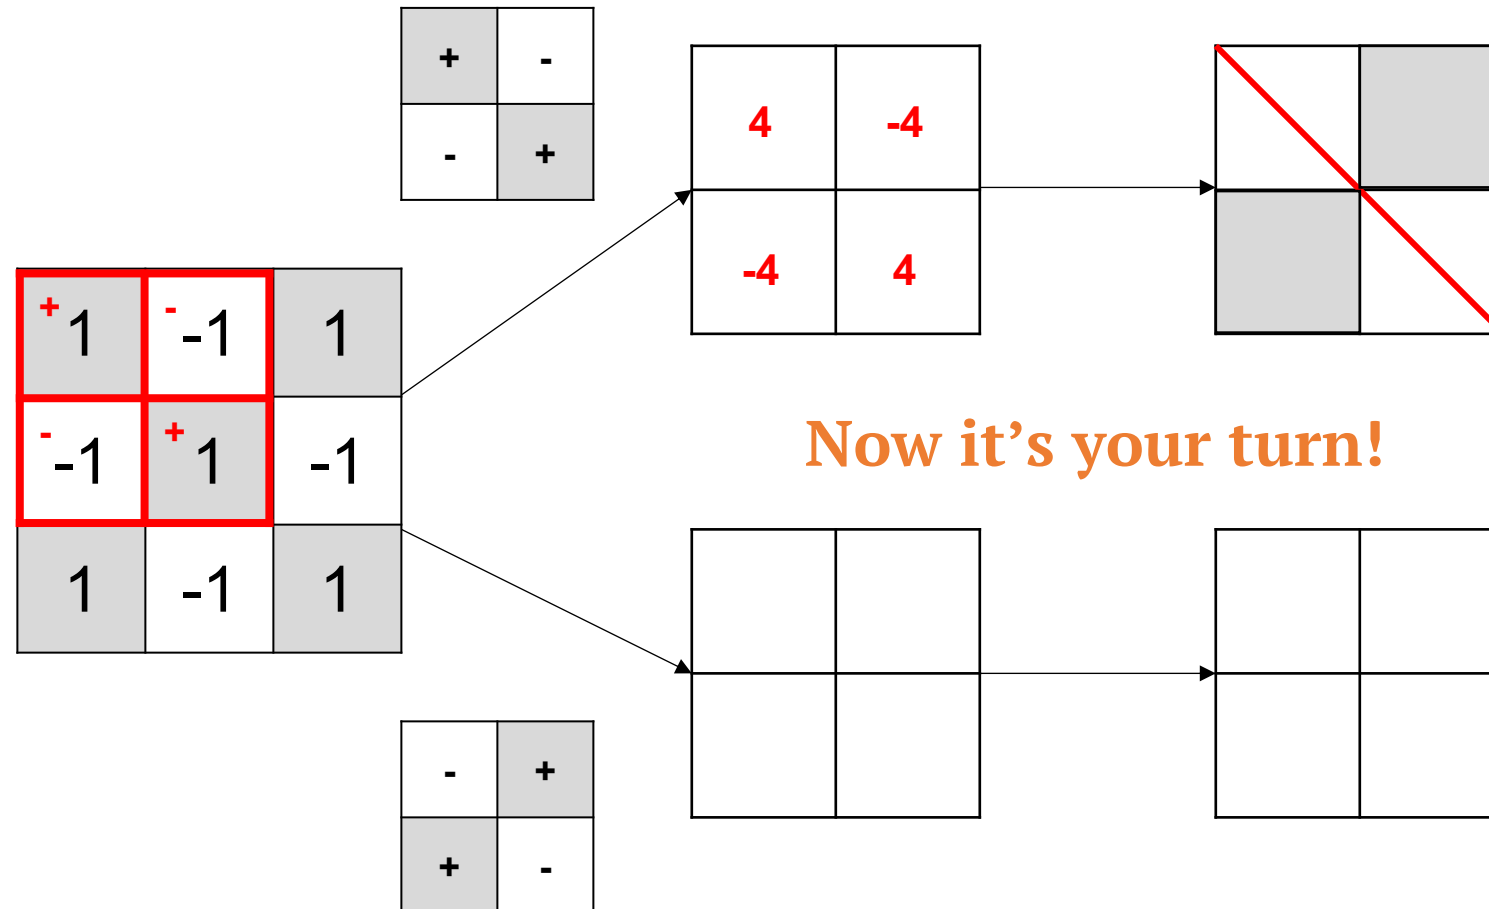 + -
- +
4 -4
-4 4
+ 1 - -1 1
- -1 + 1 -1
1 -1 1
Now it’s your turn!
- +
+ -